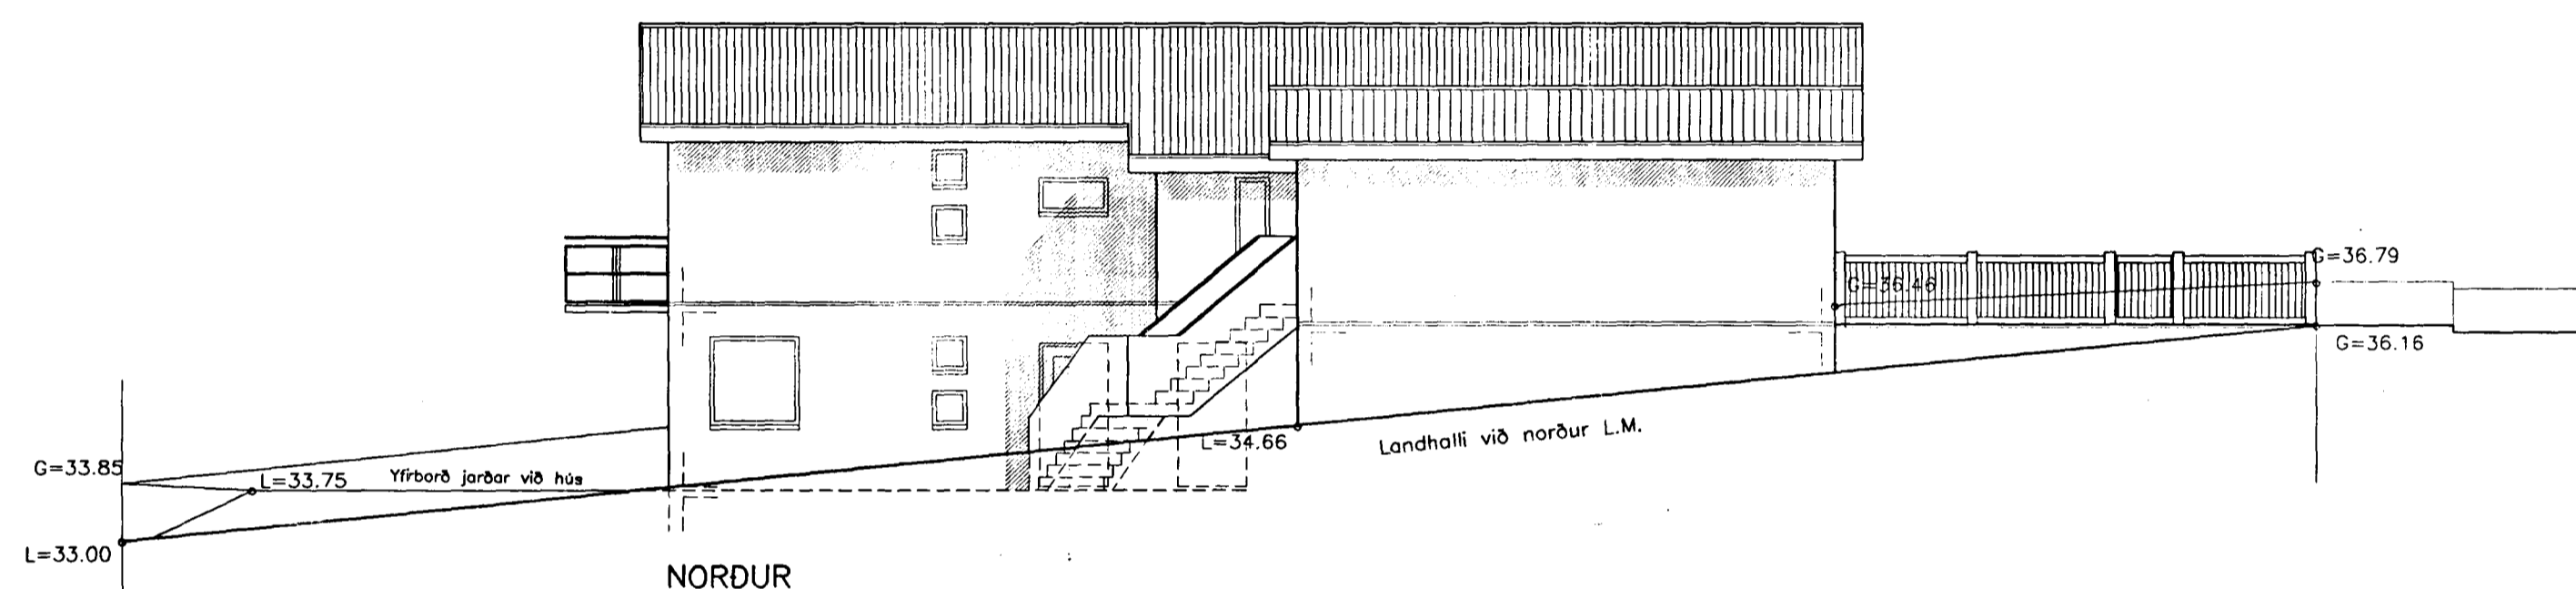 G=36.79
G=36.46
G=36.16
L=34.66
Landhalli við norður L.M.
G=33.85
L=33.75
Yfirborð jarðar við hús
L=33.00
NORÐUR